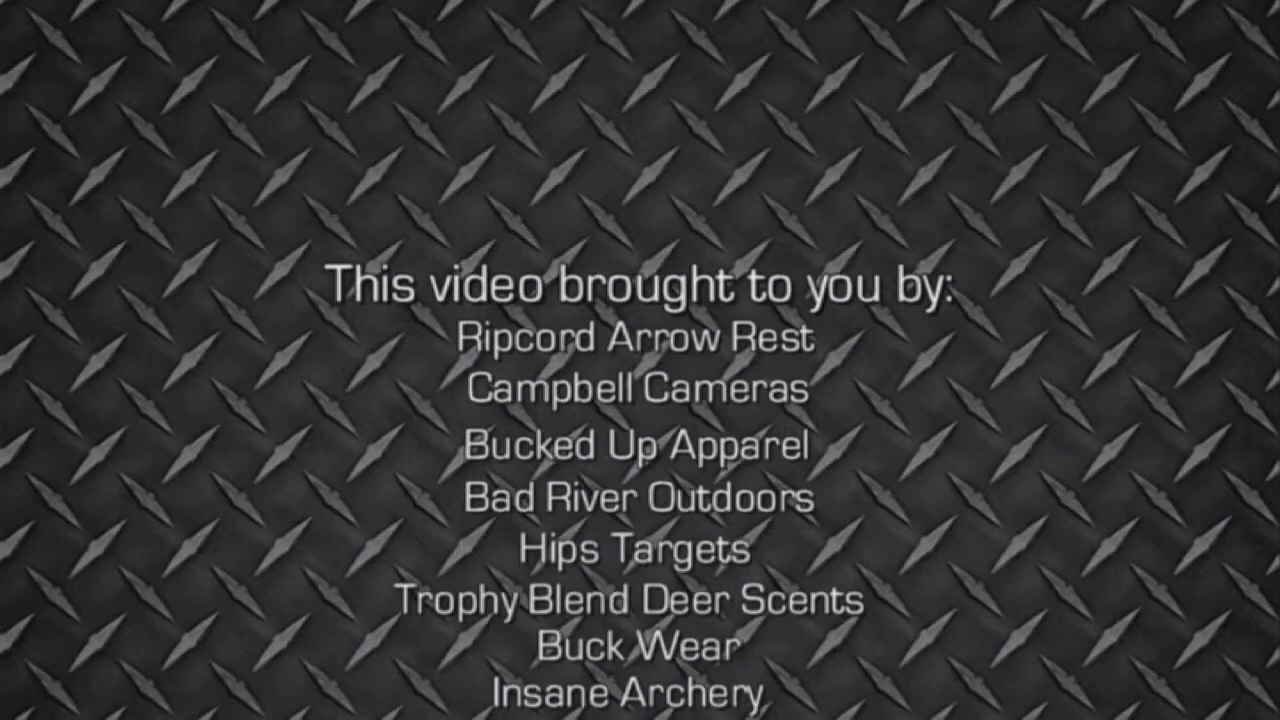 This video brought to you by:
Ripcord Arrow Rest
Campbell Cameras
Bucked Up Apparel
Bad River Outdoors
Hips Targets
Trophy Blend Deer Scents
Buck Wear
Insane Archery